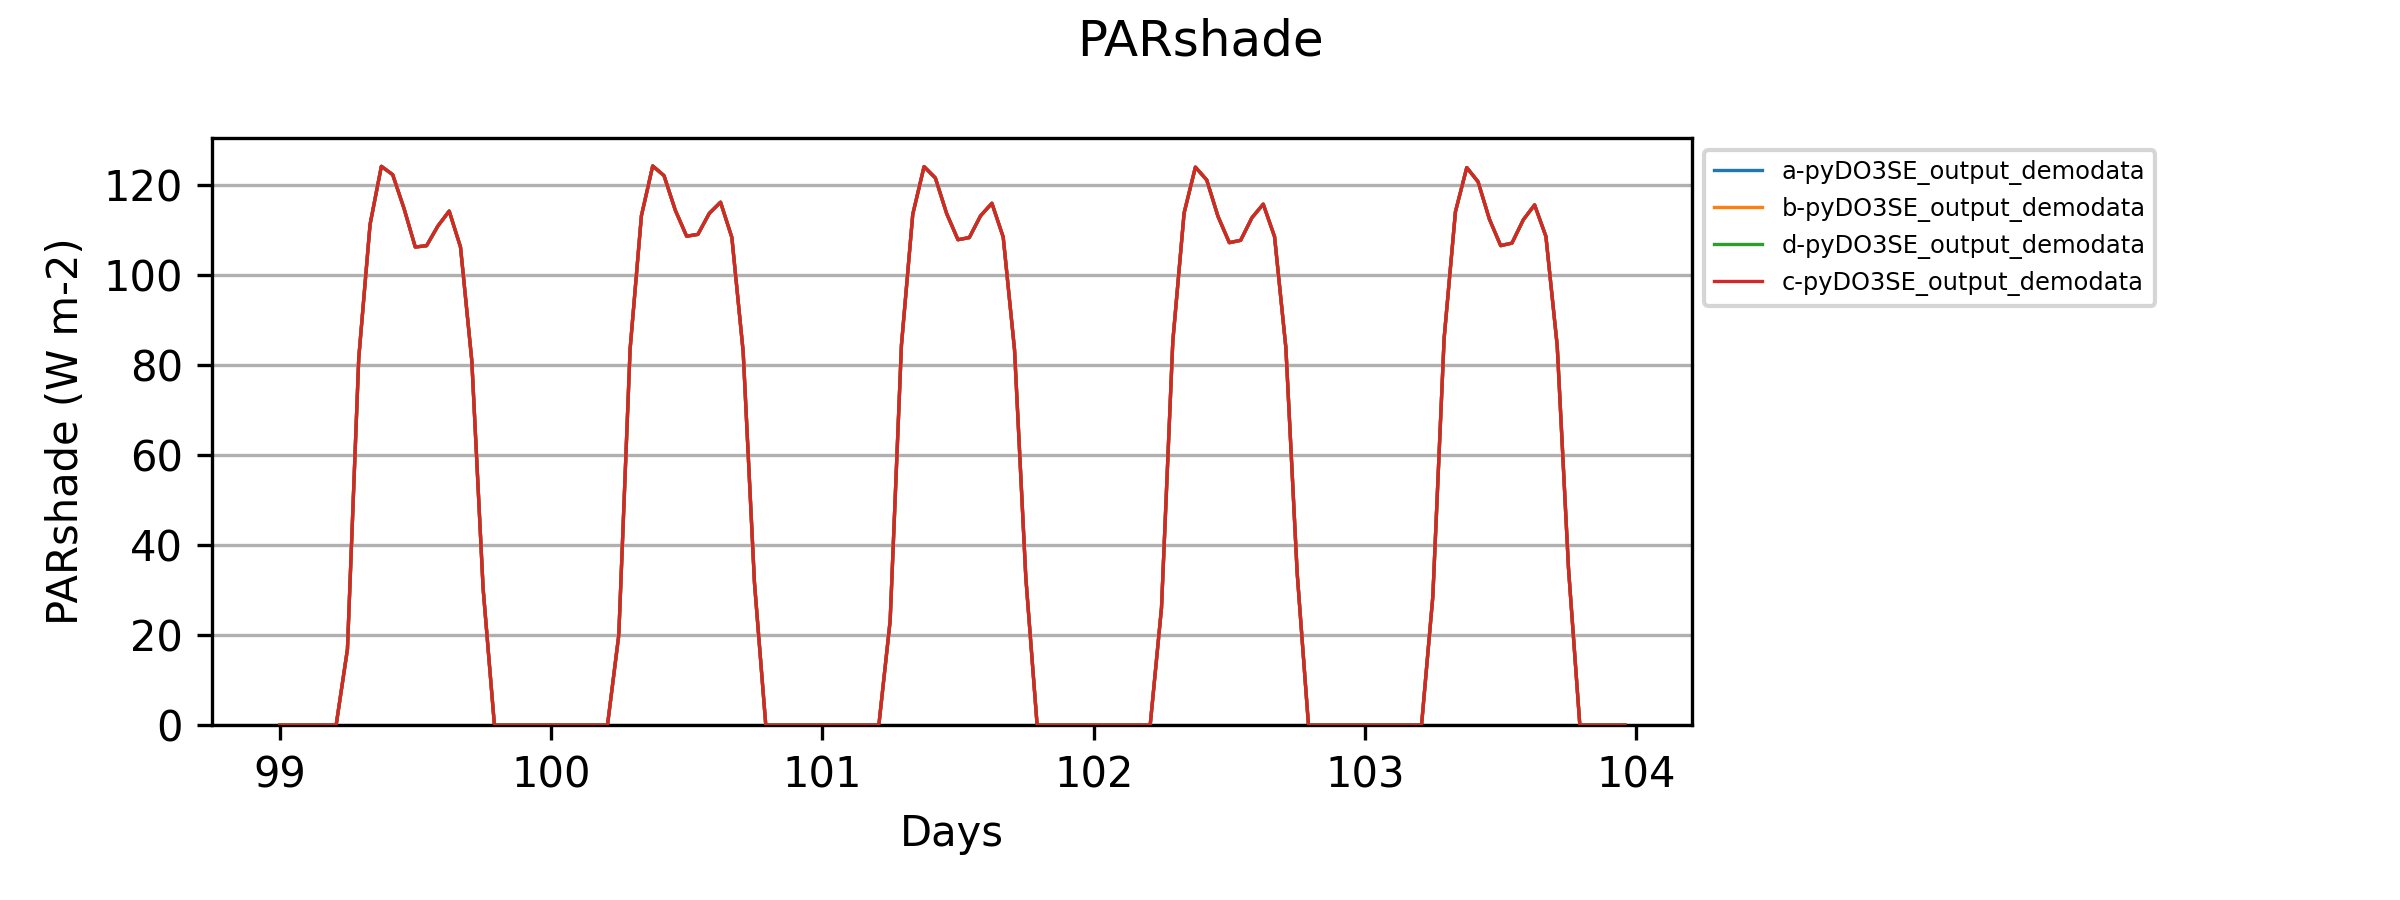 PARshade
PARshade (W m-2)
120
100
80
60
40
20
0
99 100 101 102 103 104
Days
a-pyDO3SE_output_demodata
b-pyDO3SE_output_demodata
d-pyDO3SE_output_demodata
c-pyDO3SE_output_demodata